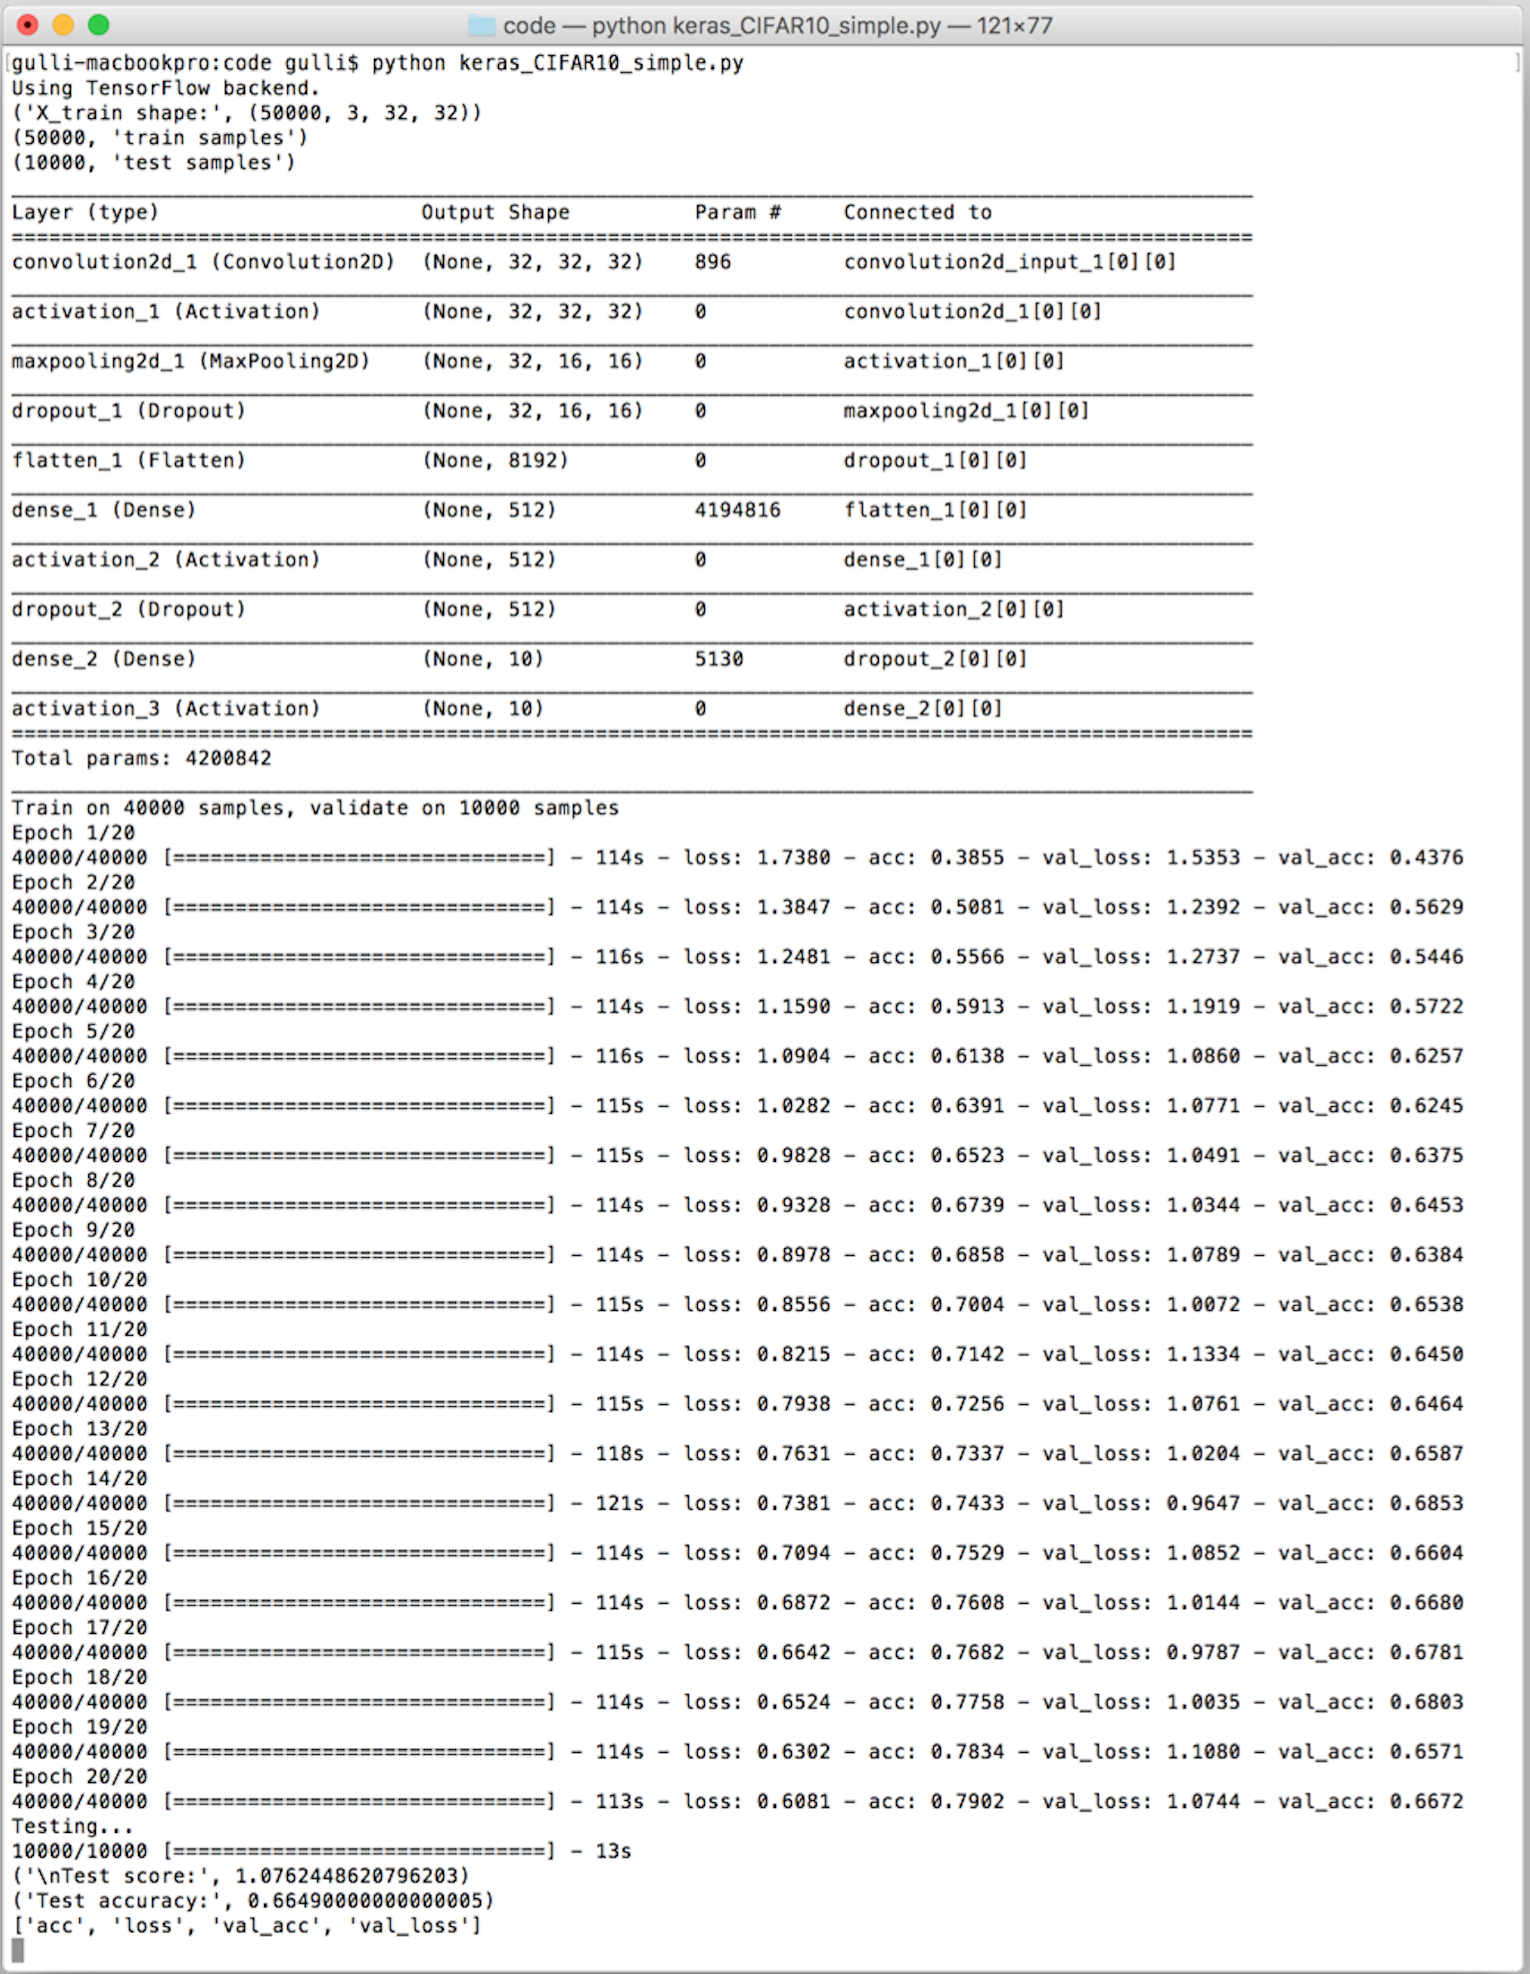 code — python keras_CIFAR10_simple.py — 121×77
[gulli-macbookpro:code gulli$ python keras_CIFAR10_simple.py ]
Using TensorFlow backend.
('X_train shape:', (50000, 3, 32, 32))
(50000, 'train samples')
(10000, 'test samples')
Layer (type) Output Shape Param # Connected to
====================================================================================================
convolution2d_1 (Convolution2D) (None, 32, 32, 32) 896 convolution2d_input_1[0][0]
activation_1 (Activation) (None, 32, 32, 32) 0 convolution2d_1[0][0]
maxpooling2d_1 (MaxPooling2D) (None, 32, 16, 16) 0 activation_1[0][0]
dropout_1 (Dropout) (None, 32, 16, 16) 0 maxpooling2d_1[0][0]
flatten_1 (Flatten) (None, 8192) 0 dropout_1[0][0]
dense_1 (Dense) (None, 512) 4194816 flatten_1[0][0]
activation_2 (Activation) (None, 512) 0 dense_1[0][0]
dropout_2 (Dropout) (None, 512) 0 activation_2[0][0]
dense_2 (Dense) (None, 10) 5130 dropout_2[0][0]
activation_3 (Activation) (None, 10) 0 dense_2[0][0]
====================================================================================================
Total params: 4200842
Train on 40000 samples, validate on 10000 samples
Epoch 1/20
40000/40000 [==============================] - 114s - loss: 1.7380 - acc: 0.3855 - val_loss: 1.5353 - val_acc: 0.4376
Epoch 2/20
40000/40000 [==============================] - 114s - loss: 1.3847 - acc: 0.5081 - val_loss: 1.2392 - val_acc: 0.5629
Epoch 3/20
40000/40000 [==============================] - 116s - loss: 1.2481 - acc: 0.5566 - val_loss: 1.2737 - val_acc: 0.5446
Epoch 4/20
40000/40000 [==============================] - 114s - loss: 1.1590 - acc: 0.5913 - val_loss: 1.1919 - val_acc: 0.5722
Epoch 5/20
40000/40000 [==============================] - 116s - loss: 1.0904 - acc: 0.6138 - val_loss: 1.0860 - val_acc: 0.6257
Epoch 6/20
40000/40000 [==============================] - 115s - loss: 1.0282 - acc: 0.6391 - val_loss: 1.0771 - val_acc: 0.6245
Epoch 7/20
40000/40000 [==============================] - 115s - loss: 0.9828 - acc: 0.6523 - val_loss: 1.0491 - val_acc: 0.6375
Epoch 8/20
40000/40000 [==============================] - 114s - loss: 0.9328 - acc: 0.6739 - val_loss: 1.0344 - val_acc: 0.6453
Epoch 9/20
40000/40000 [==============================] - 114s - loss: 0.8978 - acc: 0.6858 - val_loss: 1.0789 - val_acc: 0.6384
Epoch 10/20
40000/40000 [==============================] - 115s - loss: 0.8556 - acc: 0.7004 - val_loss: 1.0072 - val_acc: 0.6538
Epoch 11/20
40000/40000 [==============================] - 114s - loss: 0.8215 - acc: 0.7142 - val_loss: 1.1334 - val_acc: 0.6450
Epoch 12/20
40000/40000 [==============================] - 115s - loss: 0.7938 - acc: 0.7256 - val_loss: 1.0761 - val_acc: 0.6464
Epoch 13/20
40000/40000 [==============================] - 118s - loss: 0.7631 - acc: 0.7337 - val_loss: 1.0204 - val_acc: 0.6587
Epoch 14/20
40000/40000 [==============================] - 121s - loss: 0.7381 - acc: 0.7433 - val_loss: 0.9647 - val_acc: 0.6853
Epoch 15/20
40000/40000 [==============================] - 114s - loss: 0.7094 - acc: 0.7529 - val_loss: 1.0852 - val_acc: 0.6604
Epoch 16/20
40000/40000 [==============================] - 114s - loss: 0.6872 - acc: 0.7608 - val_loss: 1.0144 - val_acc: 0.6680
Epoch 17/20
40000/40000 [==============================] - 115s - loss: 0.6642 - acc: 0.7682 - val_loss: 0.9787 - val_acc: 0.6781
Epoch 18/20
40000/40000 [==============================] - 114s - loss: 0.6524 - acc: 0.7758 - val_loss: 1.0035 - val_acc: 0.6803
Epoch 19/20
40000/40000 [==============================] - 114s - loss: 0.6302 - acc: 0.7834 - val_loss: 1.1080 - val_acc: 0.6571
Epoch 20/20
40000/40000 [==============================] - 113s - loss: 0.6081 - acc: 0.7902 - val_loss: 1.0744 - val_acc: 0.6672
Testing...
10000/10000 [==============================] - 13s
('\nTest score:', 1.0762448620796203)
('Test accuracy:', 0.66490000000000005)
['acc', 'loss', 'val_acc', 'val_loss']